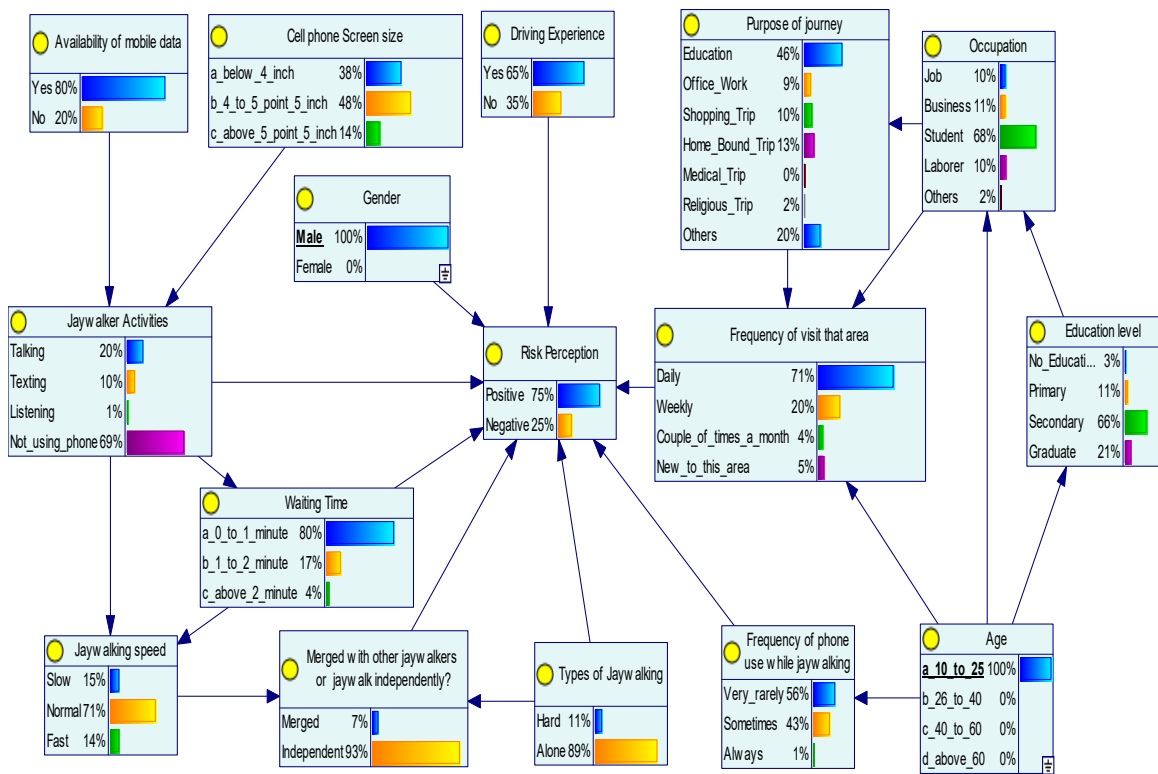 Availability of mobile data
Yes 80%
No 20%
Cell phone Screen size
a_below_4_inch 38%
b_4_to_5_point_5_inch 48%
c_above_5_point_5_inch 14%
Driving Experience
Yes 65%
No 35%
Purpose of journey
Education 46%
Office_Work 9%
Shopping_Trip 10%
Home_Bound_Trip 13%
Medical_Trip 0%
Religious_Trip 2%
Others 20%
Occupation
Job 10%
Business 11%
Student 68%
Laborer 10%
Others 2%
Gender
Male 100%
Female 0%
Jaywalker Activities
Talking 20%
Texting 10%
Listening 1%
Not_using_phone 69%
Risk Perception
Positive 75%
Negative 25%
Frequency of visit that area
Daily 71%
Weekly 20%
Couple_of_times_a_month 4%
New_to_this_area 5%
Education level
No_Educati... 3%
Primary 11%
Secondary 66%
Graduate 21%
Waiting Time
a_0_to_1_minute 80%
b_1_to_2_minute 17%
c_above_2_minute 4%
Jaywalking speed
Slow 15%
Normal 71%
Fast 14%
Merged with other jaywalkers
or jaywalk independently?
Merged 7%
Independent 93%
Types of Jaywalking
Hard 11%
Alone 89%
Frequency of phone
use while jaywalking
Very_rarely 56%
Sometimes 43%
Always 1%
Age
a_10_to_25 100%
b_26_to_40 0%
c_40_to_60 0%
d_above_60 0%